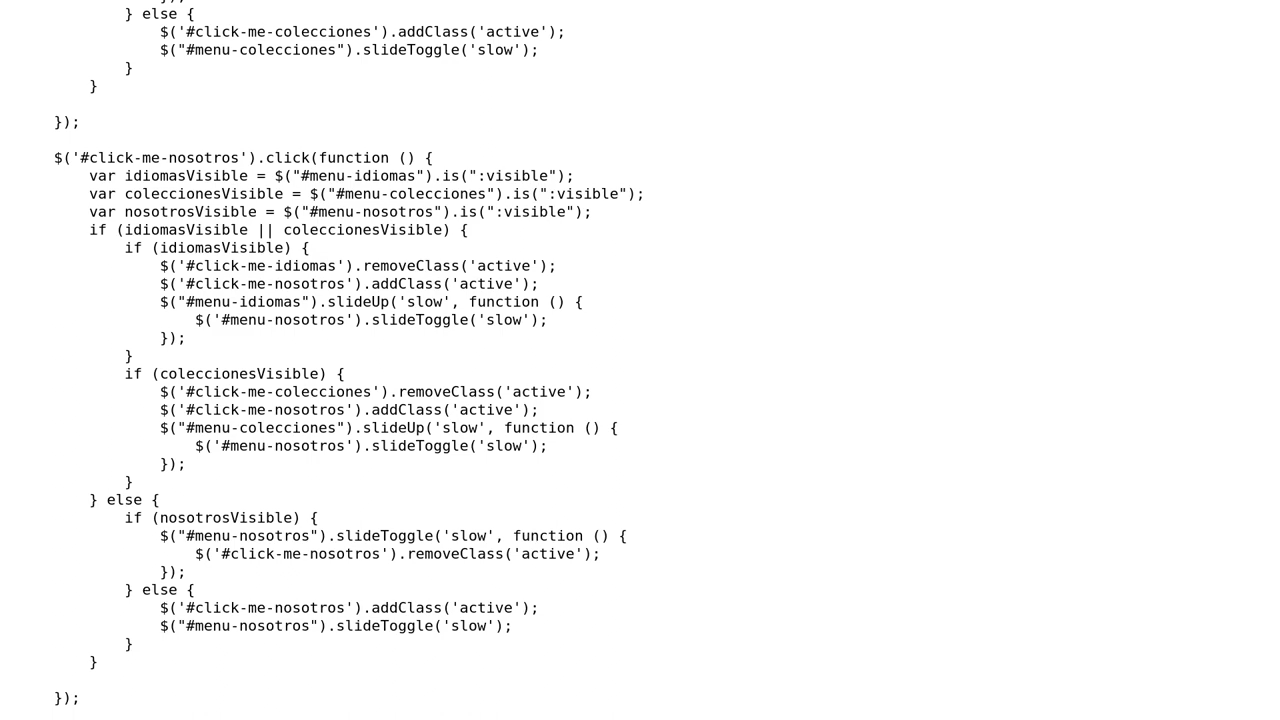 });
} else {
$('#click-me-colecciones').addClass('active');
$("#menu-colecciones").slideToggle('slow');
}
}
});
$('#click-me-nosotros').click(function () {
var idiomasVisible = $("#menu-idiomas").is(":visible");
var coleccionesVisible = $("#menu-colecciones").is(":visible");
var nosotrosVisible = $("#menu-nosotros").is(":visible");
if (idiomasVisible || coleccionesVisible) {
if (idiomasVisible) {
$('#click-me-idiomas').removeClass('active');
$('#click-me-nosotros').addClass('active');
$("#menu-idiomas").slideUp('slow', function () {
$('#menu-nosotros').slideToggle('slow');
});
}
if (coleccionesVisible) {
$('#click-me-colecciones').removeClass('active');
$('#click-me-nosotros').addClass('active');
$("#menu-colecciones").slideUp('slow', function () {
$('#menu-nosotros').slideToggle('slow');
});
}
} else {
if (nosotrosVisible) {
$("#menu-nosotros").slideToggle('slow', function () {
$('#click-me-nosotros').removeClass('active');
});
} else {
$('#click-me-nosotros').addClass('active');
$("#menu-nosotros").slideToggle('slow');
}
}
});